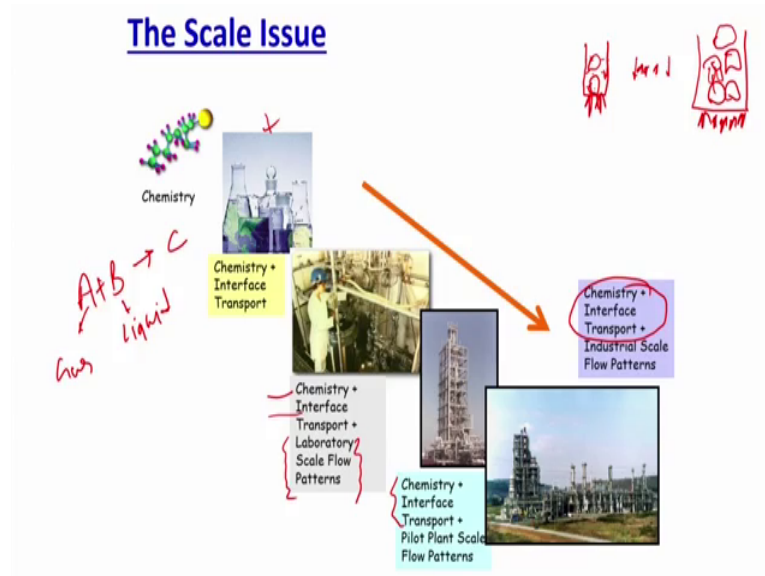 The Scale Issue
Chemistry
A+B → C
Gas
Liquid
Chemistry +
Interface
Transport
Chemistry +
Interface
Transport +
Laboratory
Scale Flow
Patterns
Chemistry +
Interface
Transport +
Pilot Plant Scale
Flow Patterns
Chemistry +
Interface
Transport +
Industrial Scale
Flow Patterns